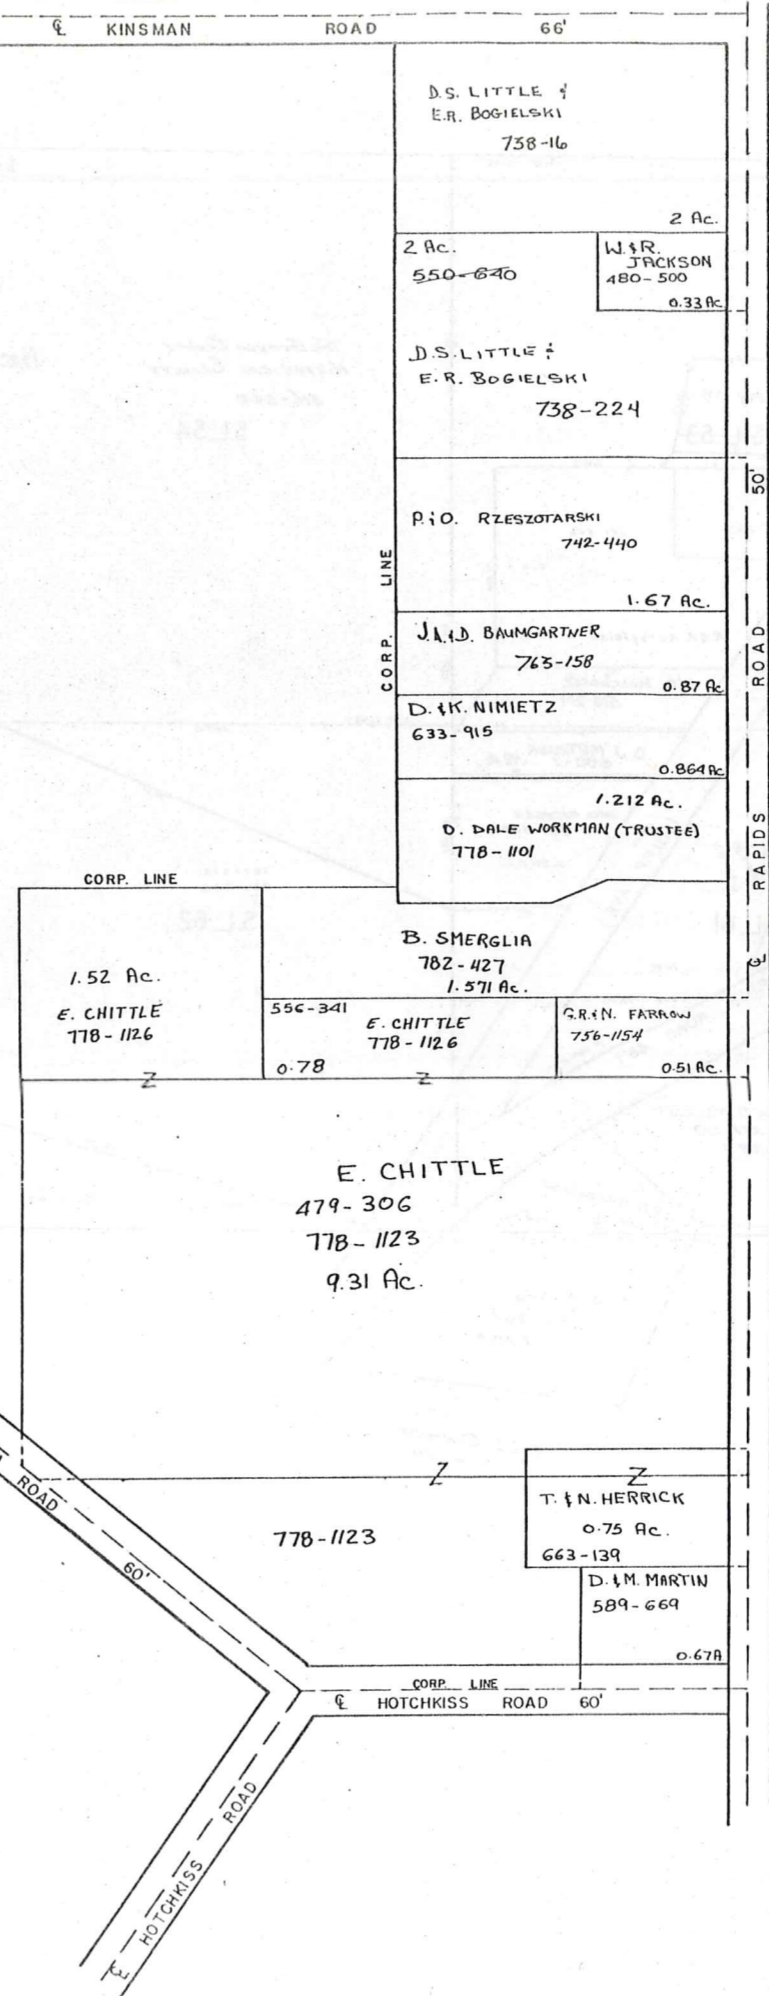 ℄ KINSMAN ROAD 66'
D.S. LITTLE &
E.R. BOGIELSKI
738-16
2 Ac.
2 Ac.
550-640
W.&R.
JACKSON
480-500
0.33 Ac
D.S. LITTLE &
E.R. BOGIELSKI
738-224
P.&O. RZESZOTARSKI
742-440
1.67 Ac.
CORP. LINE
J.A.&D. BAUMGARTNER
765-158
0.87 Ac
D.&K. NIMIETZ
633-915
0.864 Ac
1.212 Ac.
D. DALE WORKMAN (TRUSTEE)
778-1101
℄ RAPIDS ROAD 50'
CORP. LINE
B. SMERGLIA
782-427
1.571 Ac.
1.52 Ac.
E. CHITTLE
778-1126
556-341
E. CHITTLE
778-1126
0.78
G.R.&N. FARROW
756-1154
0.51 Ac.
Z Z
E. CHITTLE
479-306
778-1123
9.31 Ac.
Z Z
T.&N. HERRICK
0.75 Ac.
663-139
778-1123
D.&M. MARTIN
589-669
0.67A
ROAD
60'
CORP. LINE
℄ HOTCHKISS ROAD 60'
℄ HOTCHKISS ROAD